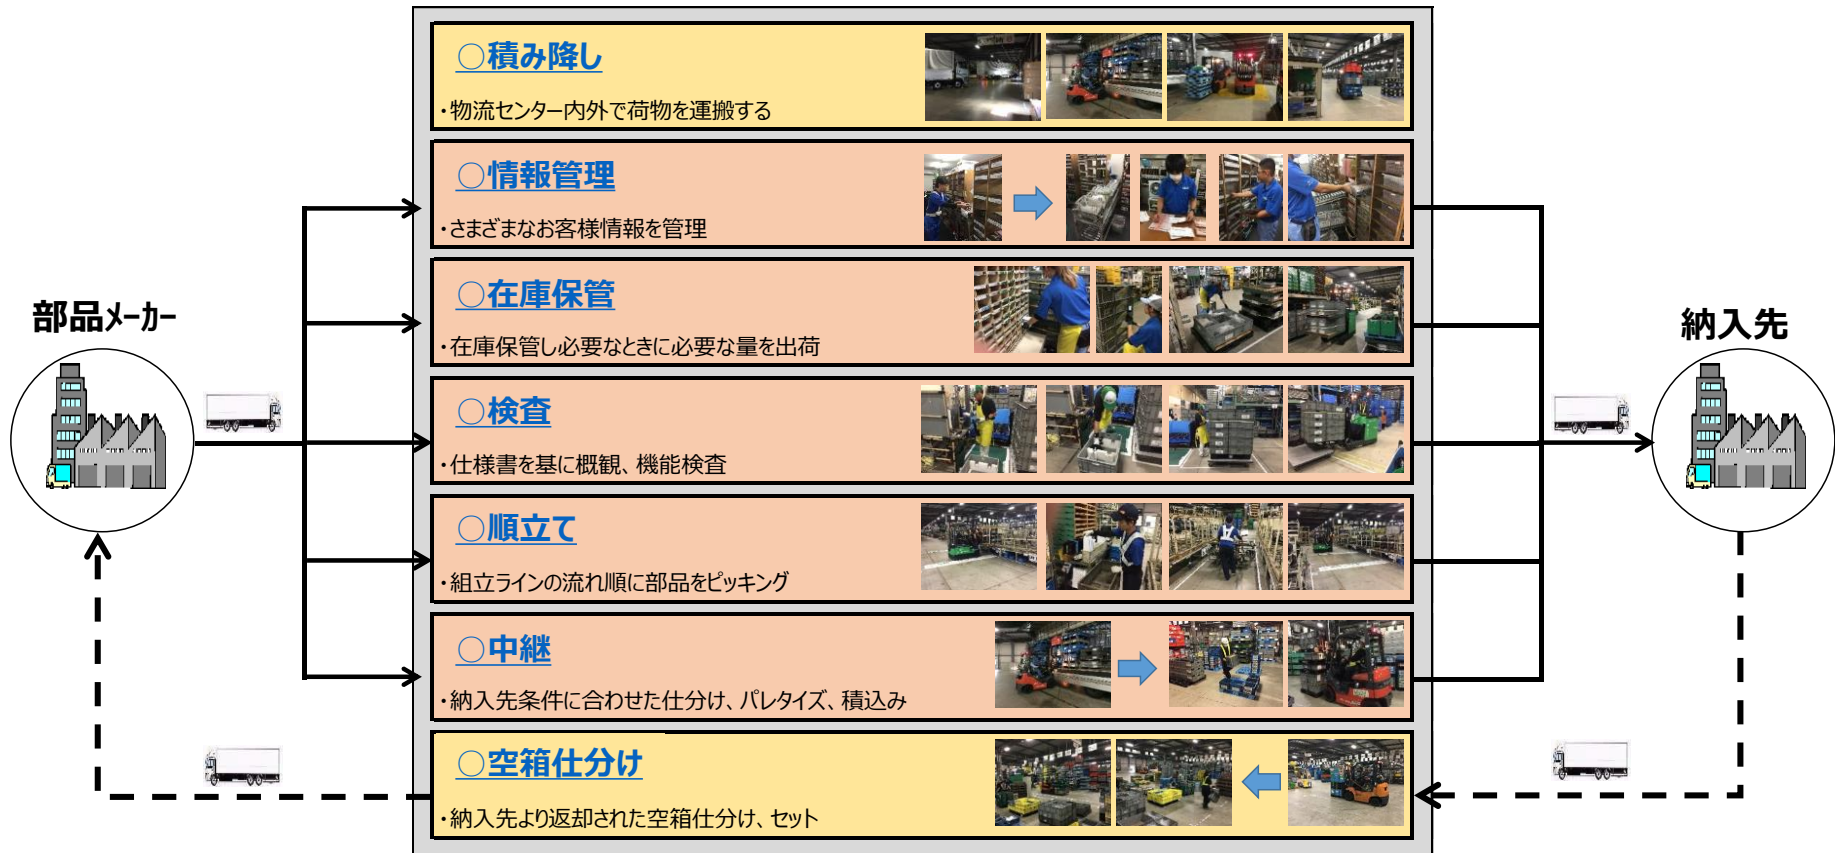 ○積み降し
・物流センター内外で荷物を運搬する
○情報管理
・さまざまなお客様情報を管理
○在庫保管
・在庫保管し必要なときに必要な量を出荷
部品メーカー
納入先
○検査
・仕様書を基に概観、機能検査
○順立て
・組立ラインの流れ順に部品をピッキング
○中継
・納入先条件に合わせた仕分け、パレタイズ、積込み
○空箱仕分け
・納入先より返却された空箱仕分け、セット